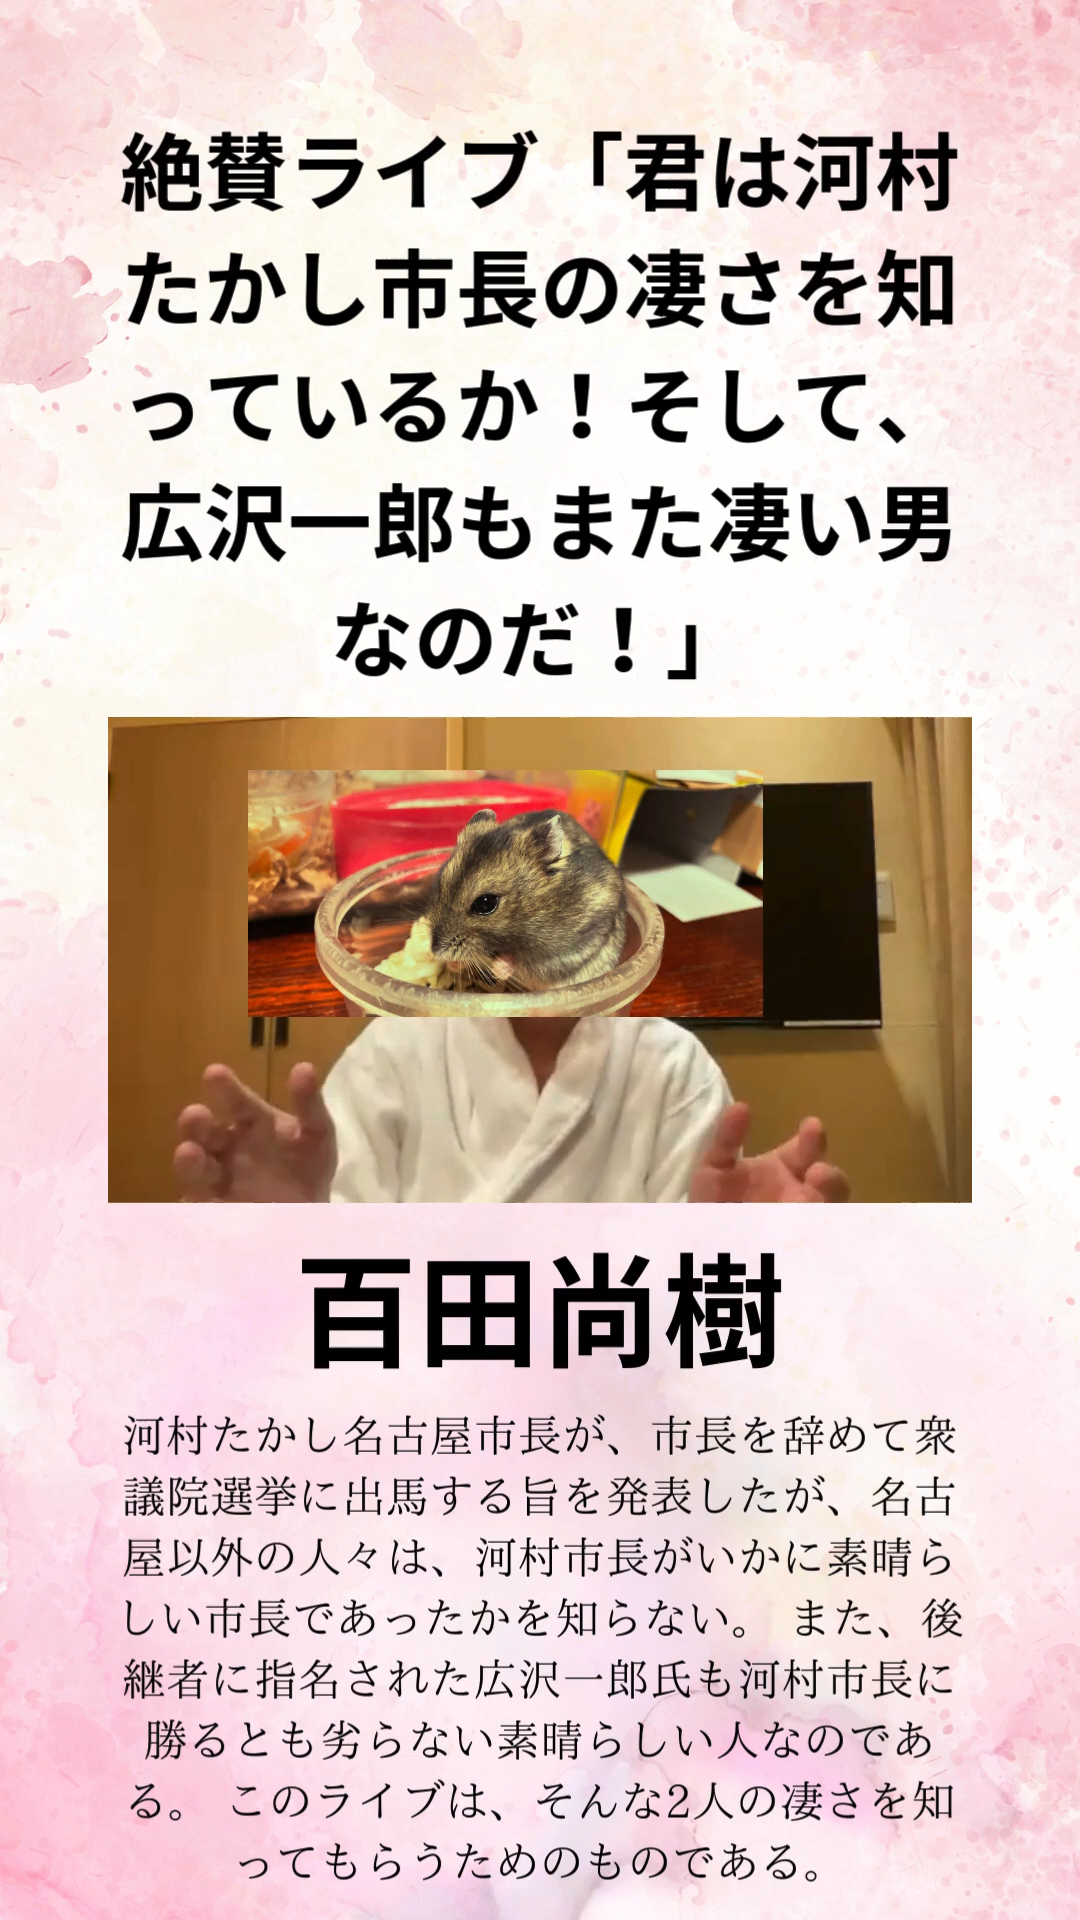 絶賛ライブ「君は河村
たかし市長の凄さを知
っているか！そして、
広沢一郎もまた凄い男
なのだ！」
百田尚樹
河村たかし名古屋市長が、市長を辞めて衆
議院選挙に出馬する旨を発表したが、名古
屋以外の人々は、河村市長がいかに素晴ら
しい市長であったかを知らない。 また、後
継者に指名された広沢一郎氏も河村市長に
勝るとも劣らない素晴らしい人なのであ
る。 このライブは、そんな2人の凄さを知
ってもらうためのものである。